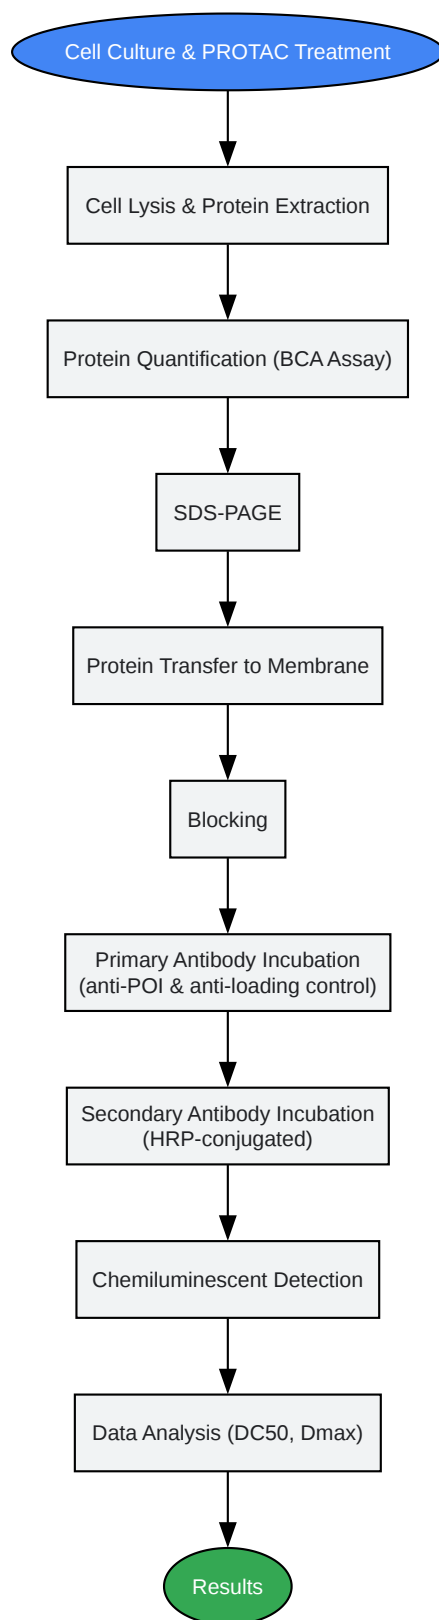 Cell Culture & PROTAC Treatment
Cell Lysis & Protein Extraction
Protein Quantification (BCA Assay)
SDS-PAGE
Protein Transfer to Membrane
Blocking
Primary Antibody Incubation
(anti-POI & anti-loading control)
Secondary Antibody Incubation
(HRP-conjugated)
Chemiluminescent Detection
Data Analysis (DC50, Dmax)
Results